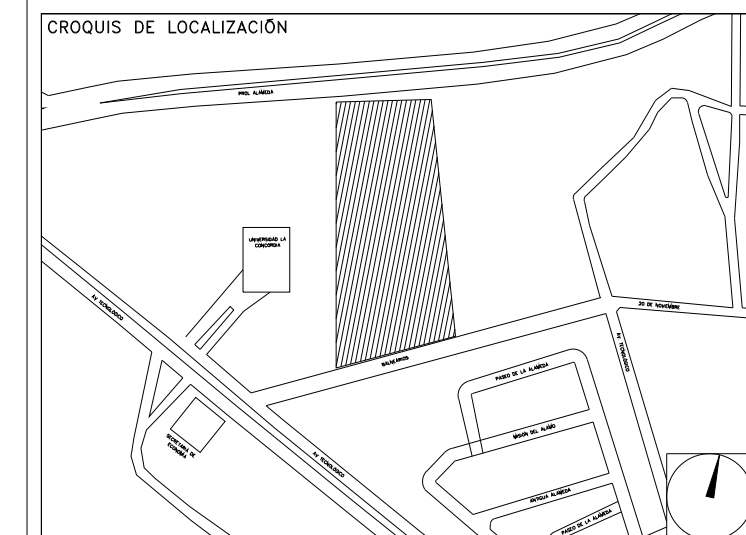 CROQUIS DE LOCALIZACIÓN
PROL ALAMEDA
UNIVERSIDAD LA
CONCORDIA
AV TECNOLOGICO
20 DE NOVIEMBRE
AV TECNOLOGICO
BALNEARIOS
PASEO DE LA ALAMEDA
MISION DEL ALAMO
SECRETARIA DE
ECONOMIA
AV TECNOLOGICO
ANTIGUA ALAMEDA
PASEO DE LA ALAMEDA